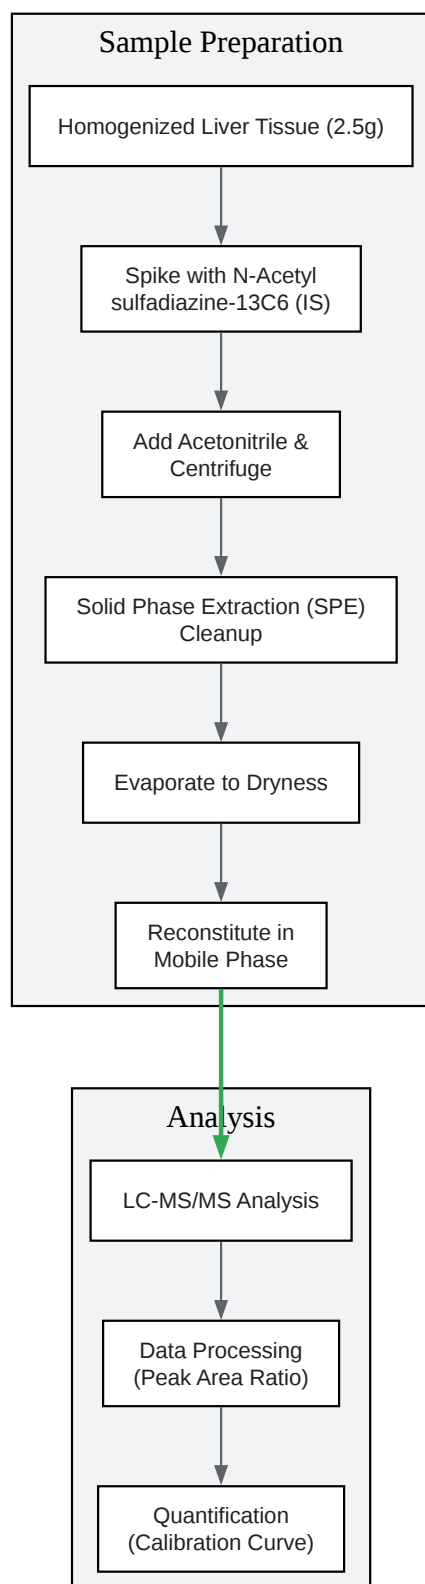 Sample Preparation
Homogenized Liver Tissue (2.5g)
Spike with N-Acetyl
sulfadiazine-13C6 (IS)
Add Acetonitrile &
Centrifuge
Solid Phase Extraction (SPE)
Cleanup
Evaporate to Dryness
Reconstitute in
Mobile Phase
Analysis
LC-MS/MS Analysis
Data Processing
(Peak Area Ratio)
Quantification
(Calibration Curve)